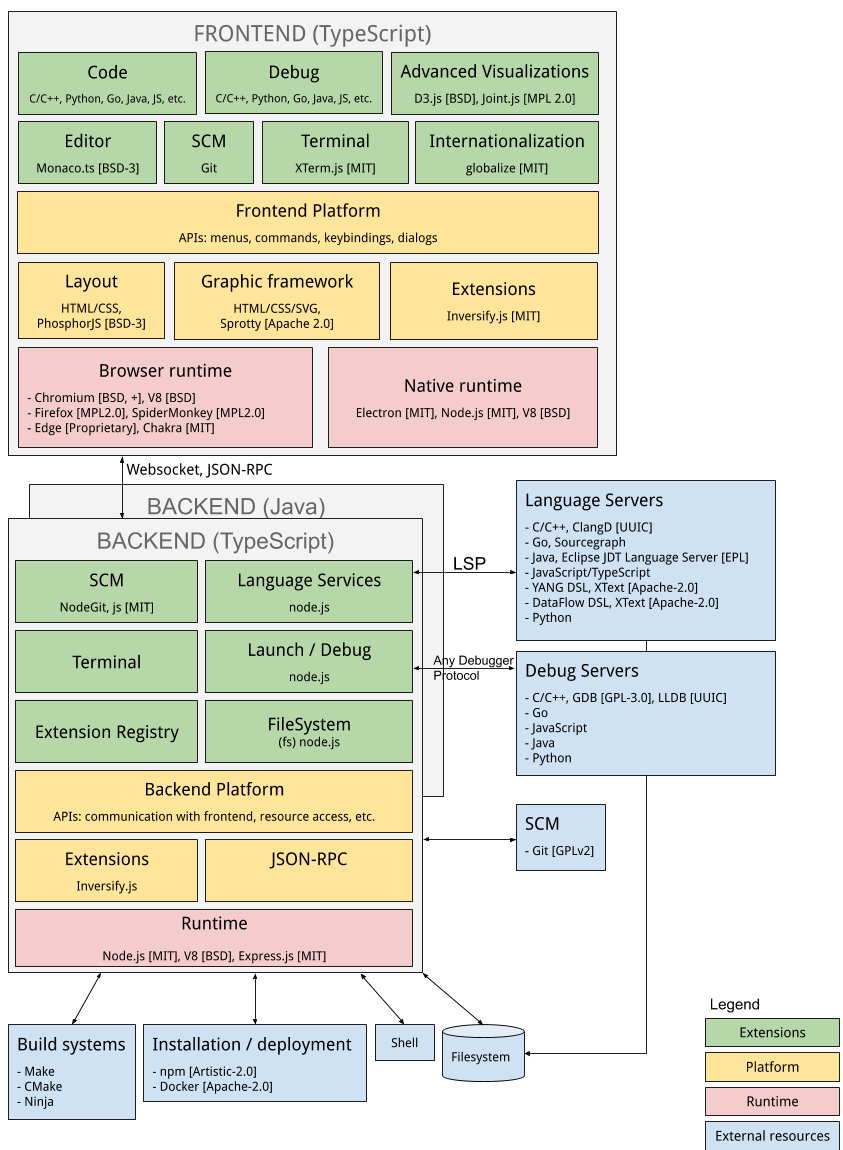 FRONTEND (TypeScript)
Code
C/C++, Python, Go, Java, JS, etc.
Debug
C/C++, Python, Go, Java, JS, etc.
Advanced Visualizations
D3.js [BSD], Joint.js [MPL 2.0]
Editor
Monaco.ts [BSD-3]
SCM
Git
Terminal
XTerm.js [MIT]
Internationalization
globalize [MIT]
Frontend Platform
APIs: menus, commands, keybindings, dialogs
Layout
HTML/CSS,
PhosphorJS [BSD-3]
Graphic framework
HTML/CSS/SVG,
Sprotty [Apache 2.0]
Extensions
Inversify.js [MIT]
Browser runtime
- Chromium [BSD, +], V8 [BSD]
- Firefox [MPL2.0], SpiderMonkey [MPL2.0]
- Edge [Proprietary], Chakra [MIT]
Native runtime
Electron [MIT], Node.js [MIT], V8 [BSD]
Websocket, JSON-RPC
BACKEND (Java)
BACKEND (TypeScript)
SCM
NodeGit, js [MIT]
Language Services
node.js
Terminal
Launch / Debug
node.js
Extension Registry
FileSystem
(fs) node.js
Backend Platform
APIs: communication with frontend, resource access, etc.
Extensions
Inversify.js
JSON-RPC
Runtime
Node.js [MIT], V8 [BSD], Express.js [MIT]
LSP
Any Debugger
Protocol
Language Servers
- C/C++, ClangD [UUIC]
- Go, Sourcegraph
- Java, Eclipse JDT Language Server [EPL]
- JavaScript/TypeScript
- YANG DSL, XText [Apache-2.0]
- DataFlow DSL, XText [Apache-2.0]
- Python
Debug Servers
- C/C++, GDB [GPL-3.0], LLDB [UUIC]
- Go
- JavaScript
- Java
- Python
SCM
- Git [GPLv2]
Build systems
- Make
- CMake
- Ninja
Installation / deployment
- npm [Artistic-2.0]
- Docker [Apache-2.0]
Shell
Filesystem
Legend
Extensions
Platform
Runtime
External resources